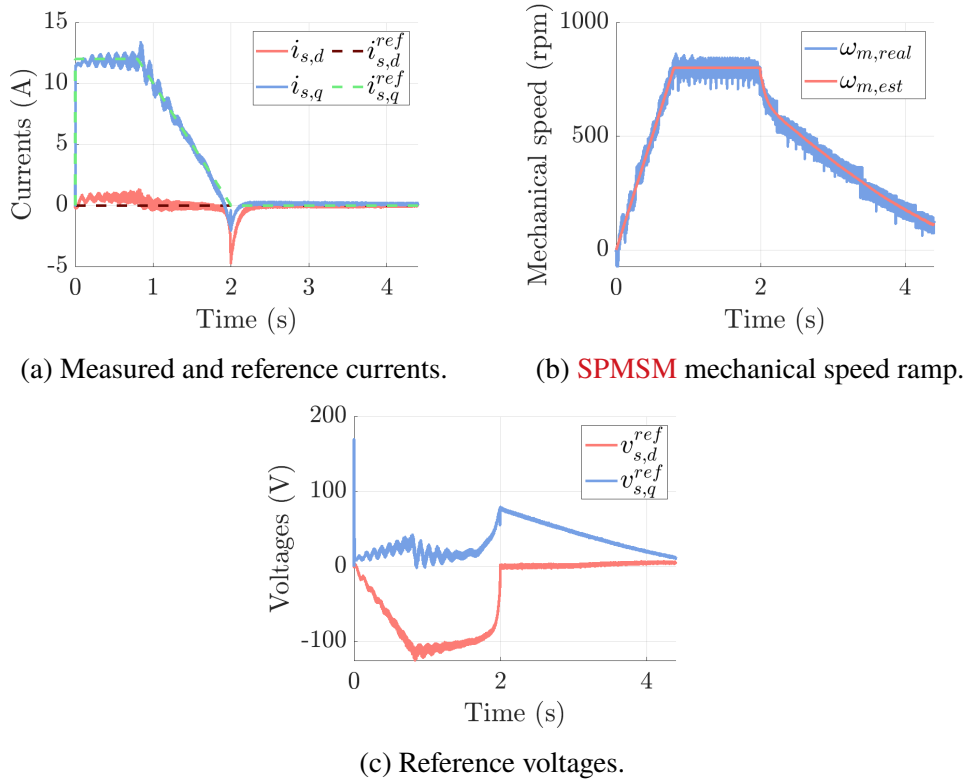 15
10
5
0
-5
0 1 2 3 4
Currents (A)
Time (s)
i_{s,d} i_{s,d}^{ref}
i_{s,q} i_{s,q}^{ref}
(a) Measured and reference currents.
1000
500
0
0 2 4
Mechanical speed (rpm)
Time (s)
ω_{m,real}
ω_{m,est}
(b) SPMSM mechanical speed ramp.
200
100
0
-100
0 2 4
Voltages (V)
Time (s)
v_{s,d}^{ref}
v_{s,q}^{ref}
(c) Reference voltages.